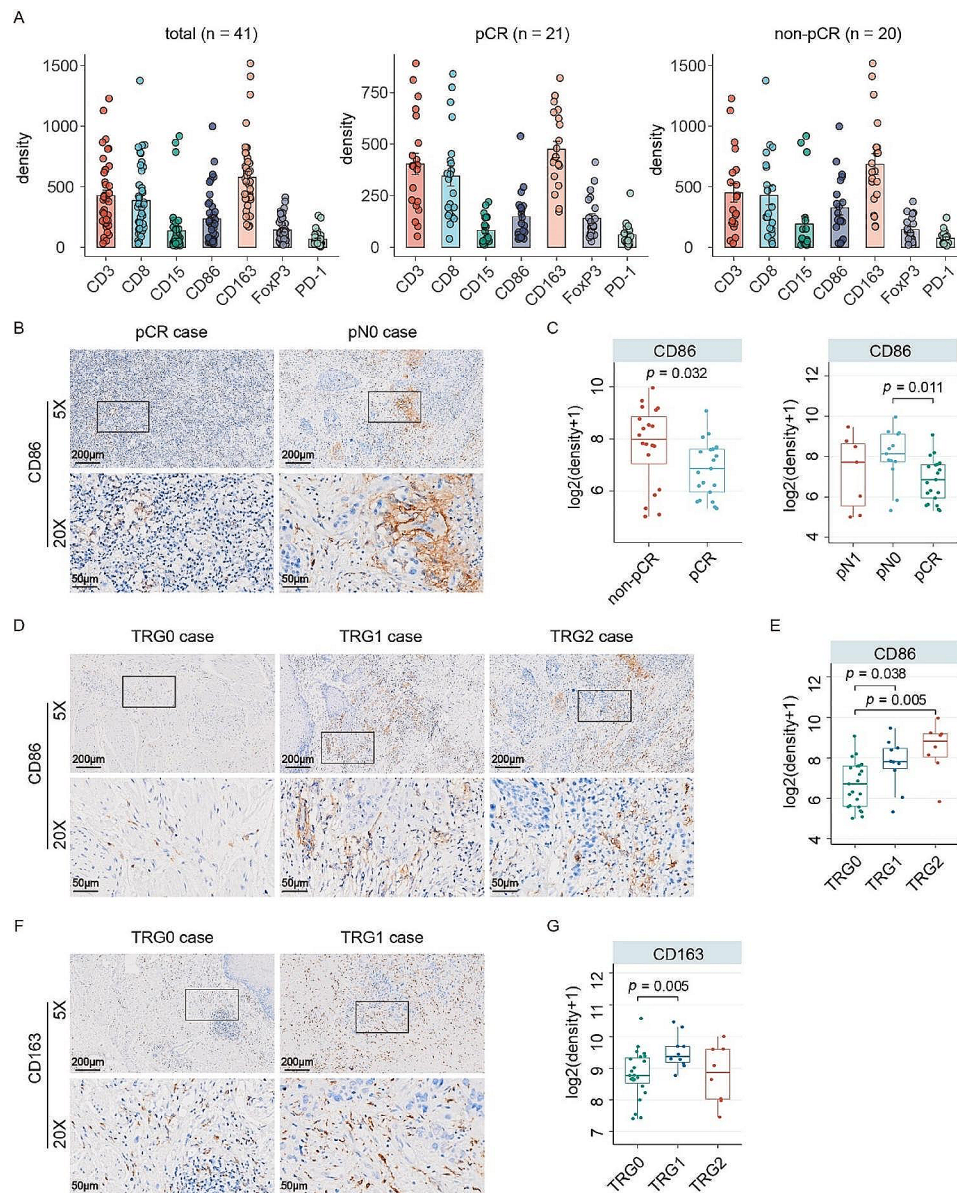 A
total (n = 41)
pCR (n = 21)
non-pCR (n = 20)
density
1500
1000
500
0
CD3
CD8
CD15
CD86
CD163
FoxP3
PD-1
density
750
500
250
0
CD3
CD8
CD15
CD86
CD163
FoxP3
PD-1
density
1500
1000
500
0
CD3
CD8
CD15
CD86
CD163
FoxP3
PD-1
B
pCR case
pN0 case
CD86
5X
20X
200μm
200μm
50μm
50μm
C
CD86
p = 0.032
log2(density+1)
10
8
6
non-pCR
pCR
CD86
p = 0.011
log2(density+1)
12
10
8
6
4
pN1
pN0
pCR
D
TRG0 case
TRG1 case
TRG2 case
CD86
5X
20X
200μm
200μm
200μm
50μm
50μm
50μm
E
CD86
p = 0.038
p = 0.005
log2(density+1)
12
10
8
6
4
TRG0
TRG1
TRG2
F
TRG0 case
TRG1 case
CD163
5X
20X
200μm
200μm
50μm
50μm
G
CD163
p = 0.005
log2(density+1)
12
11
10
9
8
7
TRG0
TRG1
TRG2